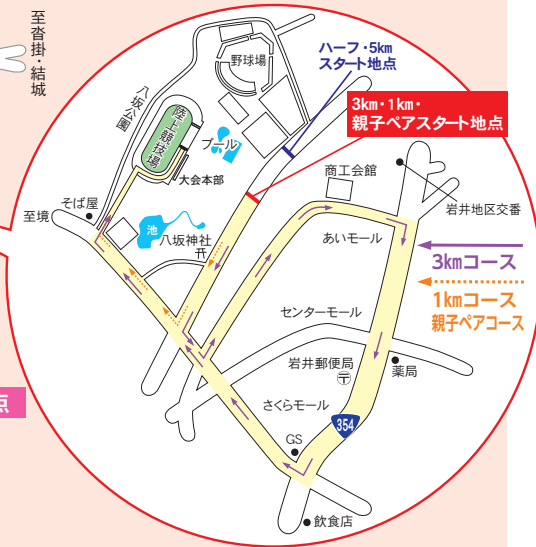 至沓掛・結城
八坂公園
陸上競技場
野球場
プール
大会本部
ハーフ・5km
スタート地点
3km・1km・
親子ペアスタート地点
商工会館
岩井地区交番
そば屋
至境
池
八坂神社
あいモール
3kmコース
1kmコース
親子ペアコース
センターモール
岩井郵便局
〒
薬局
さくらモール
354
GS
飲食店
点